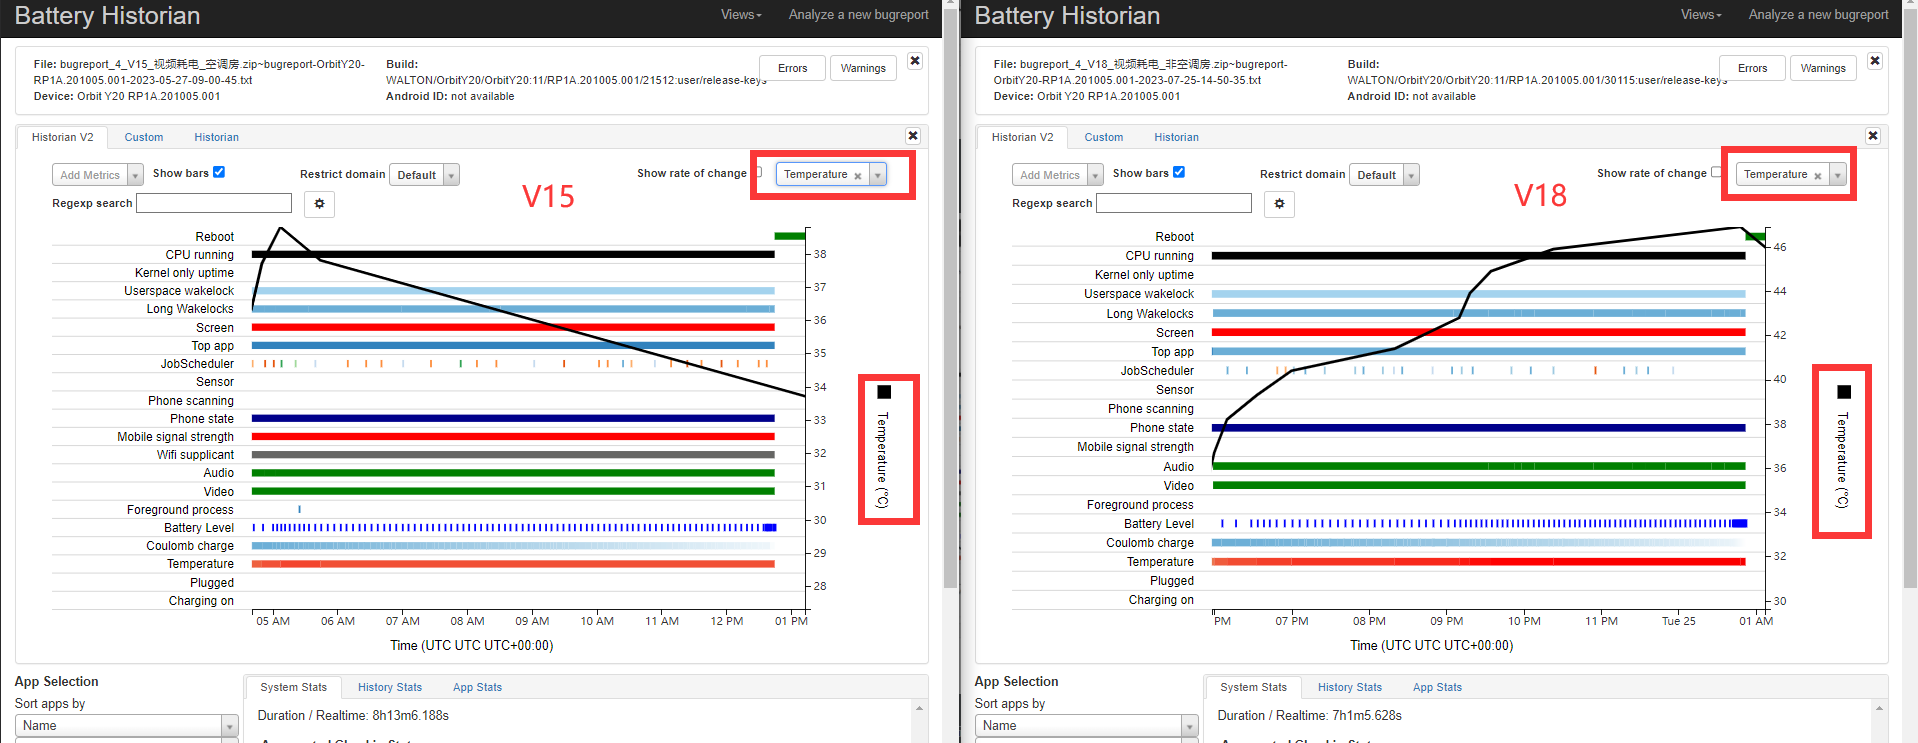 Battery Historian
Views
Analyze a new bugreport
File: bugreport_4_V15_视频耗电_空调房.zip~bugreport-OrbitY20-
RP1A.201005.001-2023-05-27-09-00-45.txt
Device: Orbit Y20 RP1A.201005.001
Build:
WALTON/OrbitY20/OrbitY20:11/RP1A.201005.001/21512:user/release-keys
Android ID: not available
Errors
Warnings
Historian V2
Custom
Historian
Add Metrics
Show bars
Restrict domain
Default
Show rate of change
Temperature
Regexp search
V15
Reboot
CPU running
Kernel only uptime
Userspace wakelock
Long Wakelocks
Screen
Top app
JobScheduler
Sensor
Phone scanning
Phone state
Mobile signal strength
Wifi supplicant
Audio
Video
Foreground process
Battery Level
Coulomb charge
Temperature
Plugged
Charging on
38
37
36
35
34
33
32
31
30
29
28
Temperature (°C)
05 AM
06 AM
07 AM
08 AM
09 AM
10 AM
11 AM
12 PM
01 PM
Time (UTC UTC UTC+00:00)
App Selection
Sort apps by
Name
System Stats
History Stats
App Stats
Duration / Realtime: 8h13m6.188s
Battery Historian
Views
Analyze a new bugreport
File: bugreport_4_V18_视频耗电_非空调房.zip~bugreport-
OrbitY20-RP1A.201005.001-2023-07-25-14-50-35.txt
Device: Orbit Y20 RP1A.201005.001
Build:
WALTON/OrbitY20/OrbitY20:11/RP1A.201005.001/30115:user/release-keys
Android ID: not available
Errors
Warnings
Historian V2
Custom
Historian
Add Metrics
Show bars
Restrict domain
Default
Show rate of change
Temperature
Regexp search
V18
Reboot
CPU running
Kernel only uptime
Userspace wakelock
Long Wakelocks
Screen
Top app
JobScheduler
Sensor
Phone scanning
Phone state
Mobile signal strength
Audio
Video
Foreground process
Battery Level
Coulomb charge
Temperature
Plugged
Charging on
46
44
42
40
38
36
34
32
30
Temperature (°C)
PM
07 PM
08 PM
09 PM
10 PM
11 PM
Tue 25
01 AM
Time (UTC UTC UTC+00:00)
App Selection
Sort apps by
Name
System Stats
History Stats
App Stats
Duration / Realtime: 7h1m5.628s